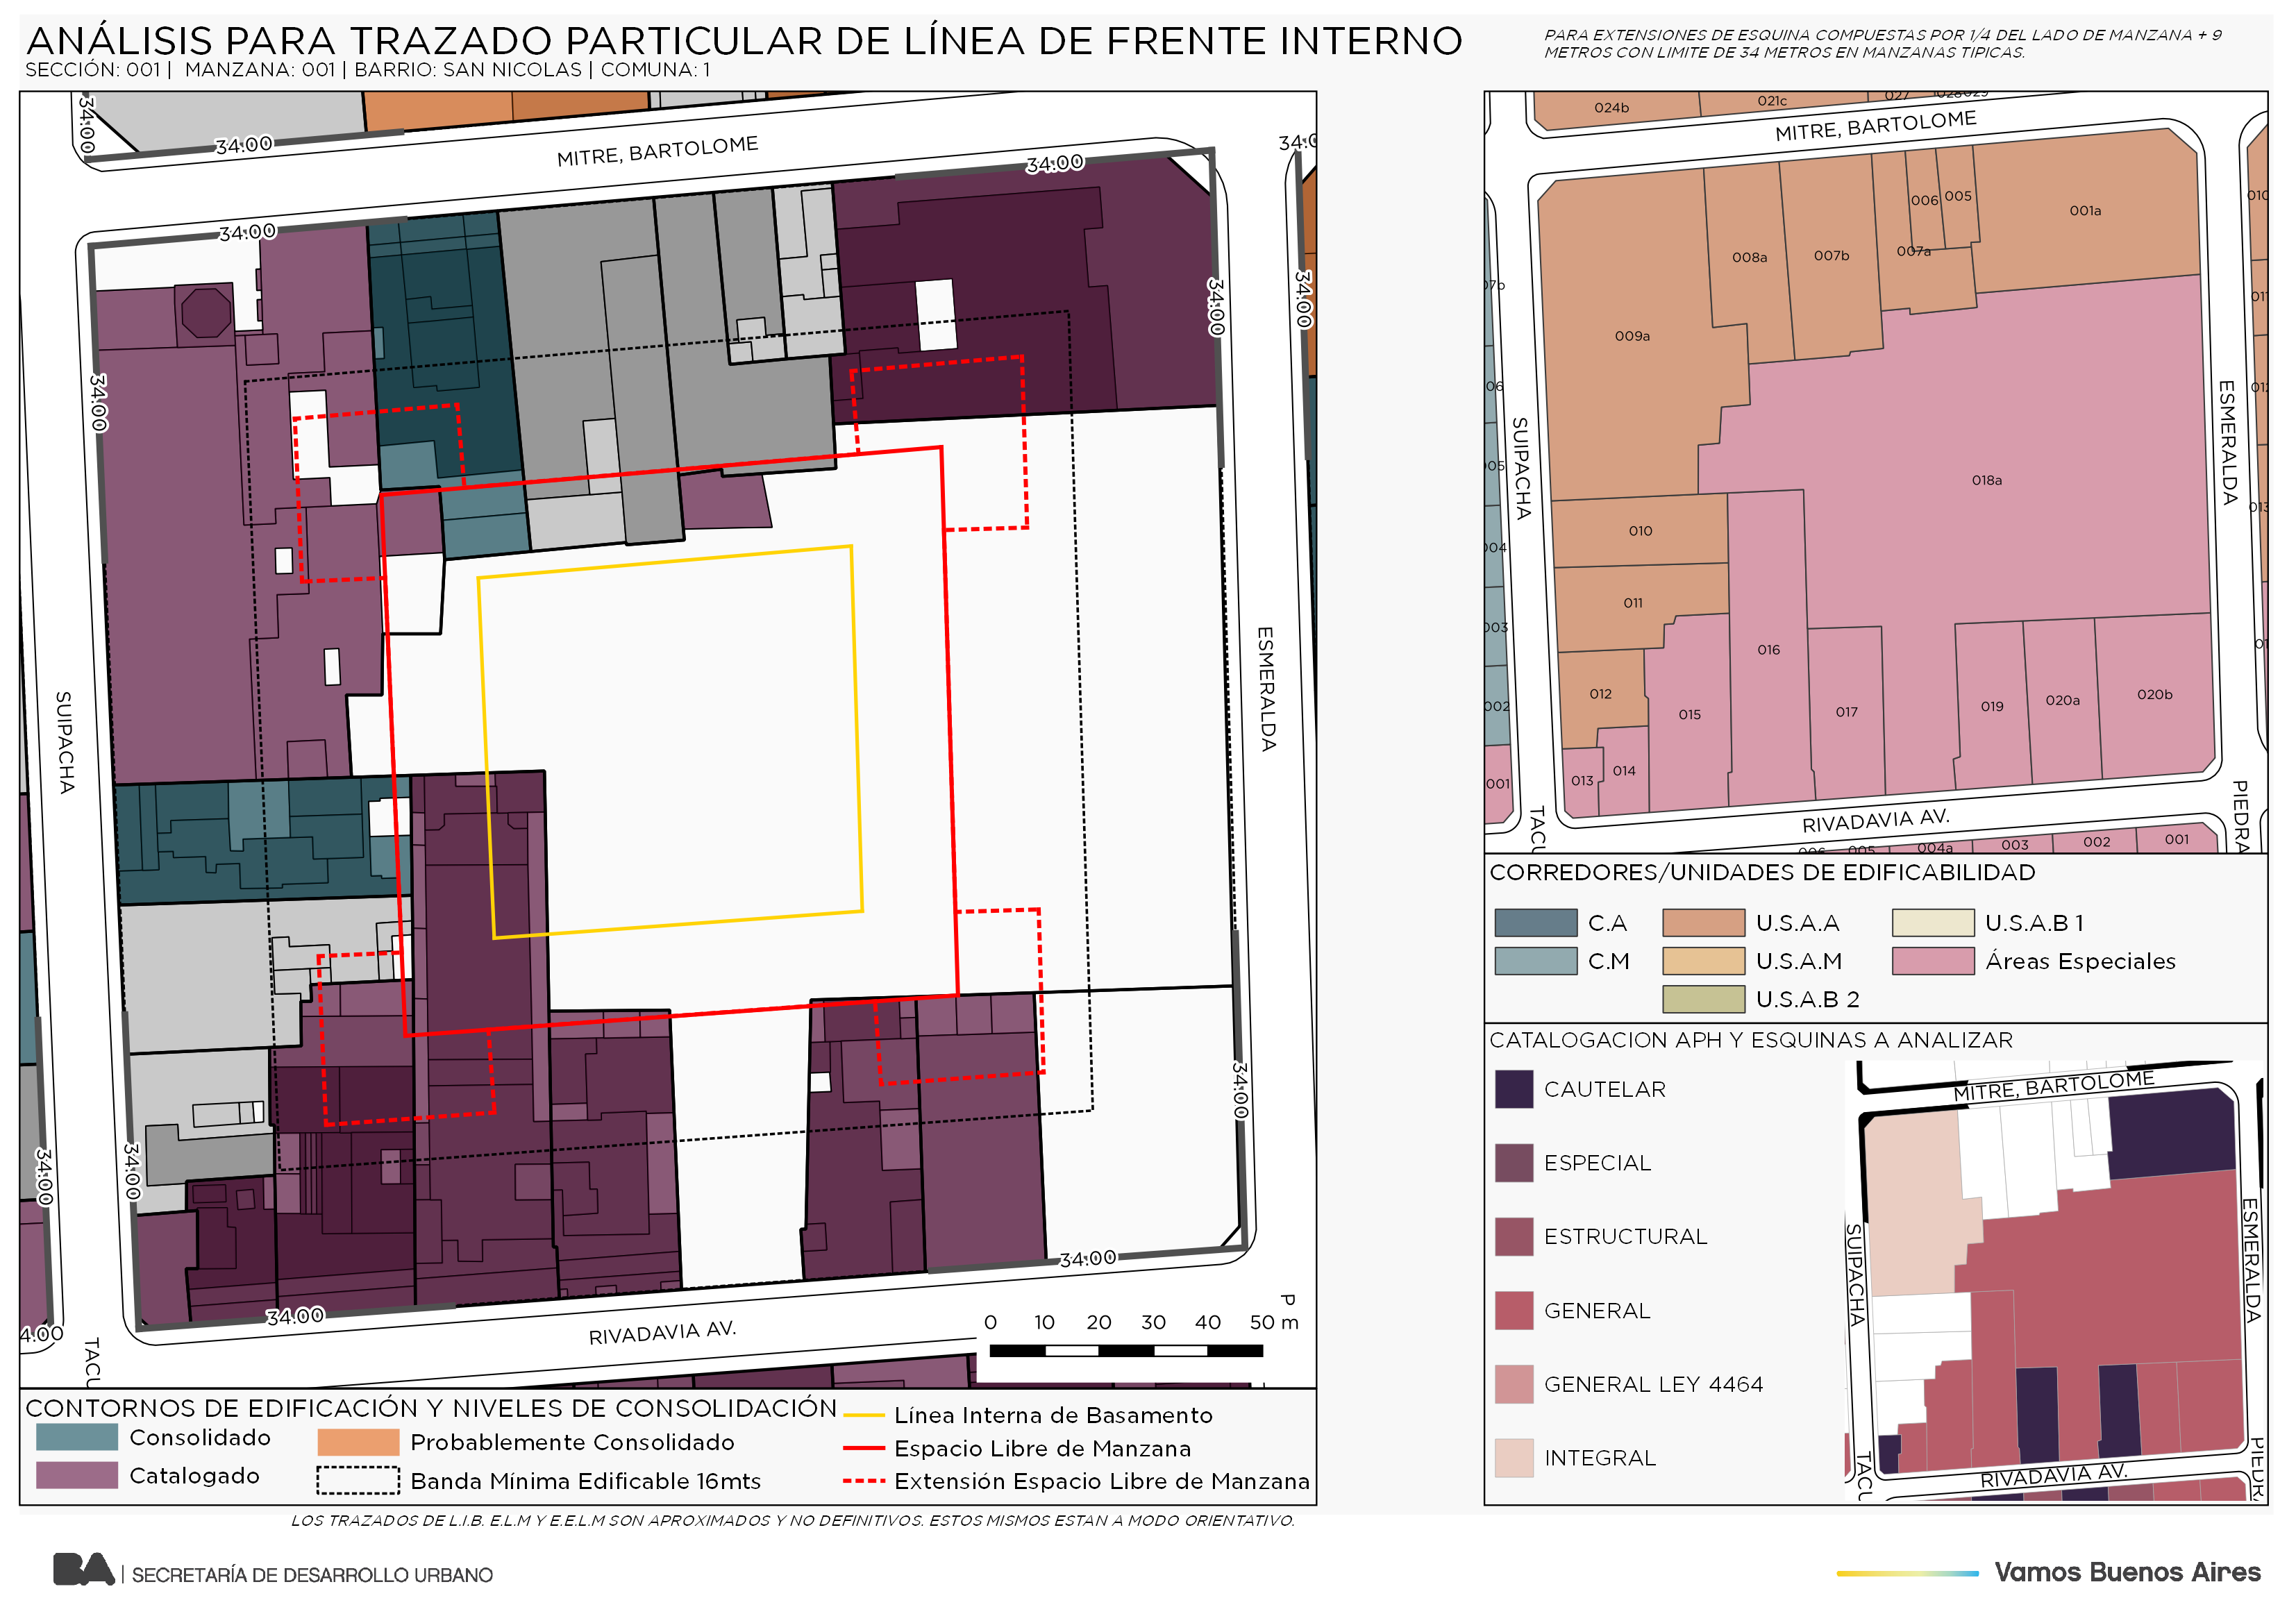 ANÁLISIS PARA TRAZADO PARTICULAR DE LÍNEA DE FRENTE INTERNO
SECCIÓN: 001 | MANZANA: 001 | BARRIO: SAN NICOLAS | COMUNA: 1
PARA EXTENSIONES DE ESQUINA COMPUESTAS POR 1/4 DEL LADO DE MANZANA + 9
METROS CON LIMITE DE 34 METROS EN MANZANAS TIPICAS.
34.00
34.00
MITRE, BARTOLOME
34.00
34.00
34.00
34.00
34.00
SUIPACHA
ESMERALDA
34.00
34.00
34.00
34.00
34.00
4.00
RIVADAVIA AV.
TACU
P
0 10 20 30 40 50 m
CONTORNOS DE EDIFICACIÓN Y NIVELES DE CONSOLIDACIÓN
Consolidado
Catalogado
Probablemente Consolidado
Banda Mínima Edificable 16mts
Línea Interna de Basamento
Espacio Libre de Manzana
Extensión Espacio Libre de Manzana
LOS TRAZADOS DE L.I.B. E.L.M Y E.E.L.M SON APROXIMADOS Y NO DEFINITIVOS. ESTOS MISMOS ESTAN A MODO ORIENTATIVO.
024b
021c
MITRE, BARTOLOME
006
005
001a
008a
007b
007a
009a
018a
SUIPACHA
ESMERALDA
010
011
016
012
015
017
019
020a
020b
013
014
001
002
003
004
05
06
07b
RIVADAVIA AV.
TACU
PIEDRA
004a
003
002
001
CORREDORES/UNIDADES DE EDIFICABILIDAD
C.A
C.M
U.S.A.A
U.S.A.M
U.S.A.B 2
U.S.A.B 1
Áreas Especiales
CATALOGACION APH Y ESQUINAS A ANALIZAR
CAUTELAR
ESPECIAL
ESTRUCTURAL
GENERAL
GENERAL LEY 4464
INTEGRAL
MITRE, BARTOLOME
SUIPACHA
ESMERALDA
RIVADAVIA AV.
TACU
PIEDR
BA | SECRETARÍA DE DESARROLLO URBANO
Vamos Buenos Aires